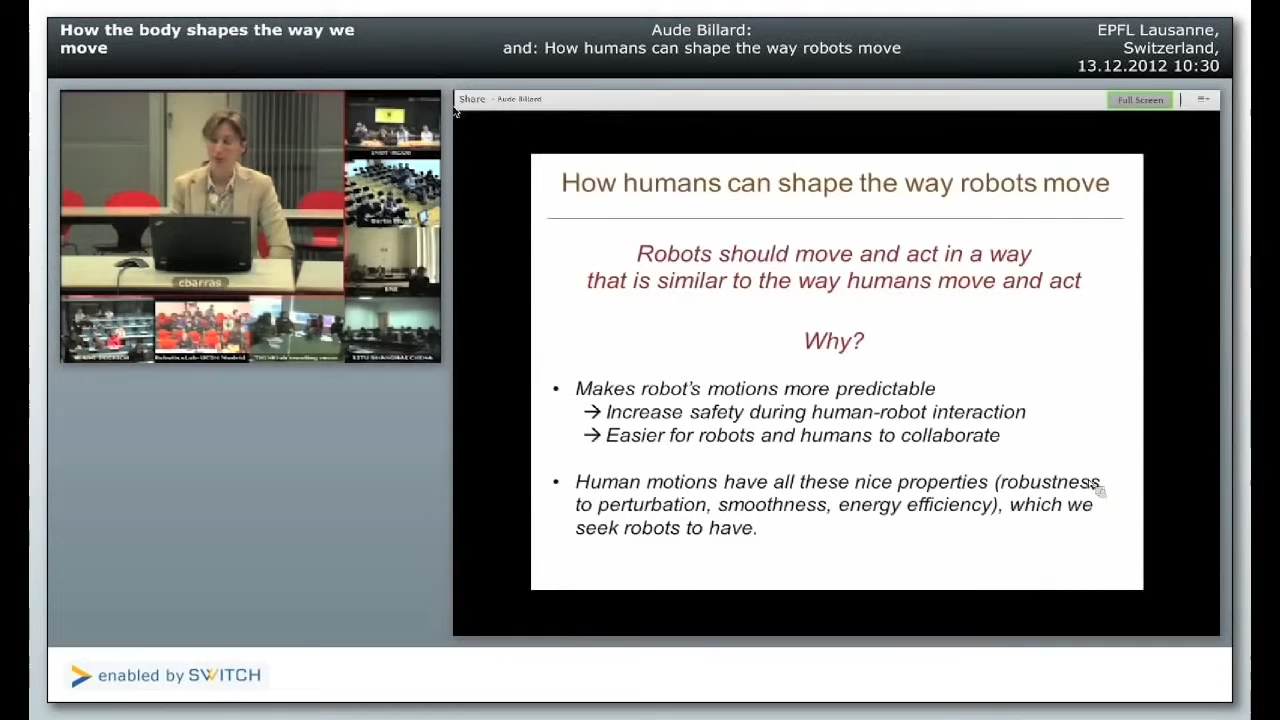 How the body shapes the way we
move
Aude Billard:
and: How humans can shape the way robots move
EPFL Lausanne,
Switzerland,
13.12.2012 10:30
Share - Aude Billard
Full Screen
cbarras
How humans can shape the way robots move
Robots should move and act in a way
that is similar to the way humans move and act
Why?
• Makes robot’s motions more predictable
→ Increase safety during human-robot interaction
→ Easier for robots and humans to collaborate
• Human motions have all these nice properties (robustness
to perturbation, smoothness, energy efficiency), which we
seek robots to have.
enabled by SWITCH